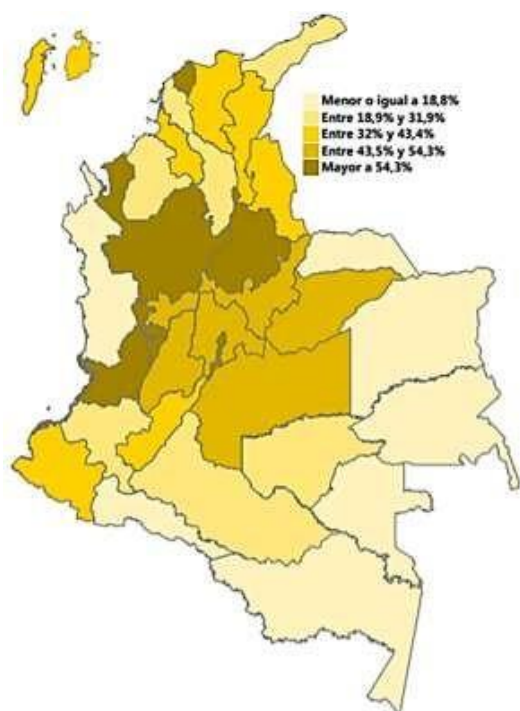 Menor o igual a 18,8%
Entre 18,9% y 31,9%
Entre 32% y 43,4%
Entre 43,5% y 54,3%
Mayor a 54,3%